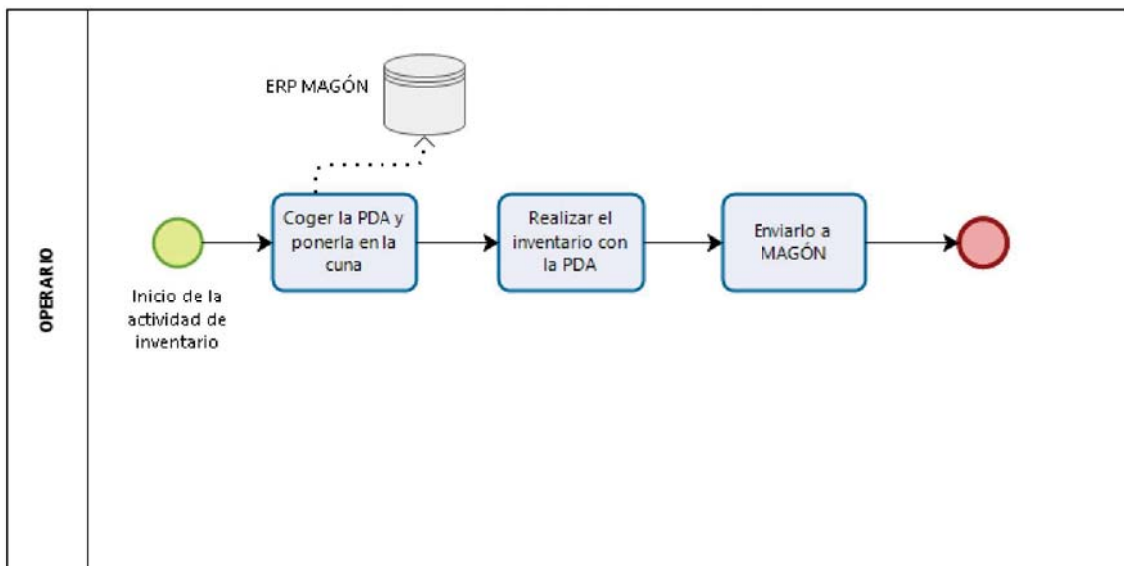 ERP MAGÓN
Coger la PDA y
ponerla en la
cuna
Realizar el
inventario con
la PDA
Enviarlo a
MAGÓN
Inicio de la
actividad de
inventario
OPERARIO